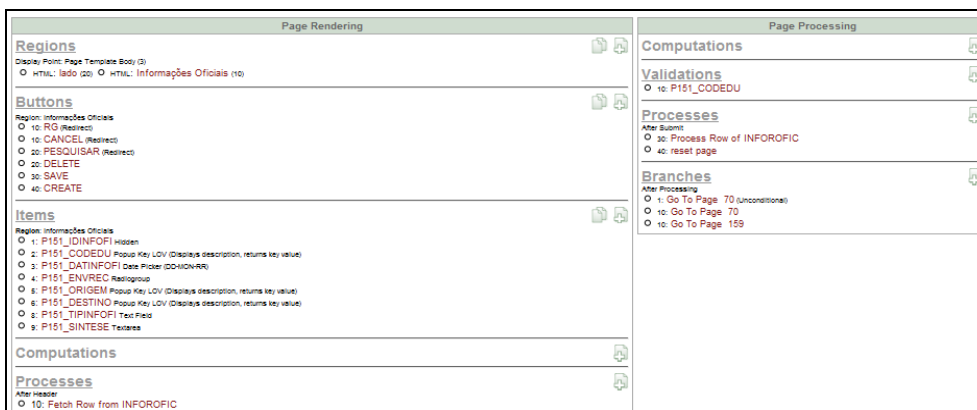 Page Rendering
Regions
Display Point: Page Template Body (3)
HTML: lado (20) HTML: Informações Oficiais (10)
Buttons
Region: Informações Oficiais
10: RG (Redirect)
10: CANCEL (Redirect)
20: PESQUISAR (Redirect)
20: DELETE
30: SAVE
40: CREATE
Items
Region: Informações Oficiais
1: P151_IDINFOFI Hidden
2: P151_CODEDU Popup Key LOV (Displays description, returns key value)
3: P151_DATINFOFI Date Picker (DD-MON-RR)
4: P151_ENVREC Radiogroup
5: P151_ORIGEM Popup Key LOV (Displays description, returns key value)
6: P151_DESTINO Popup Key LOV (Displays description, returns key value)
8: P151_TIPINFOFI Text Field
9: P151_SINTESE Textarea
Computations
Processes
After Header
10: Fetch Row from INFOROFIC
Page Processing
Computations
Validations
10: P151_CODEDU
Processes
After Submit
30: Process Row of INFOROFIC
40: reset page
Branches
After Processing
1: Go To Page 70 (Unconditional)
10: Go To Page 70
10: Go To Page 159